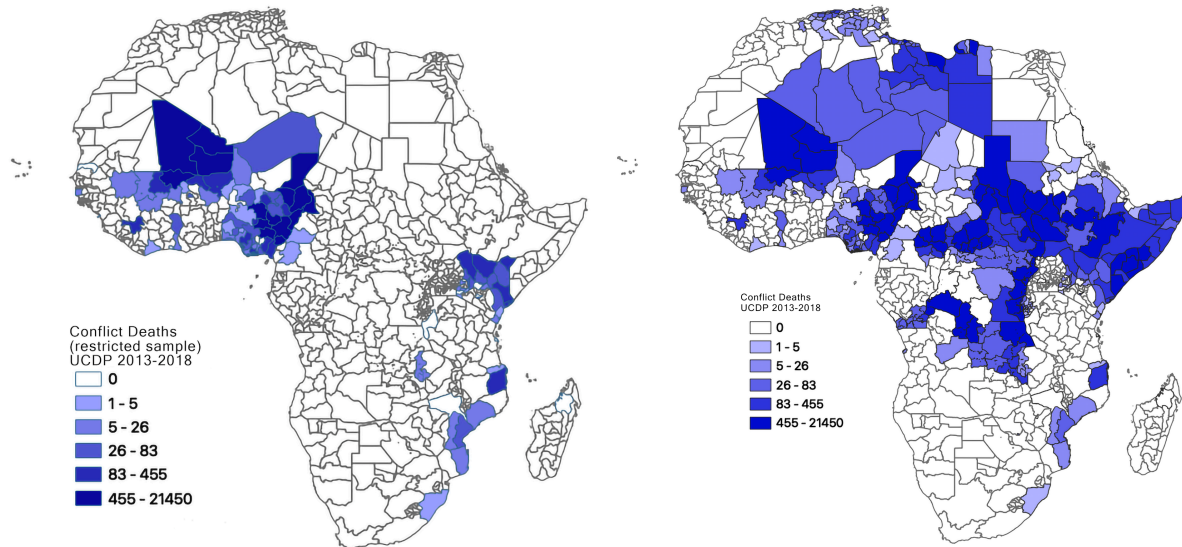 Conflict Deaths
(restricted sample)
UCDP 2013-2018
0
1 - 5
5 - 26
26 - 83
83 - 455
455 - 21450
Conflict Deaths
UCDP 2013-2018
0
1 - 5
5 - 26
26 - 83
83 - 455
455 - 21450